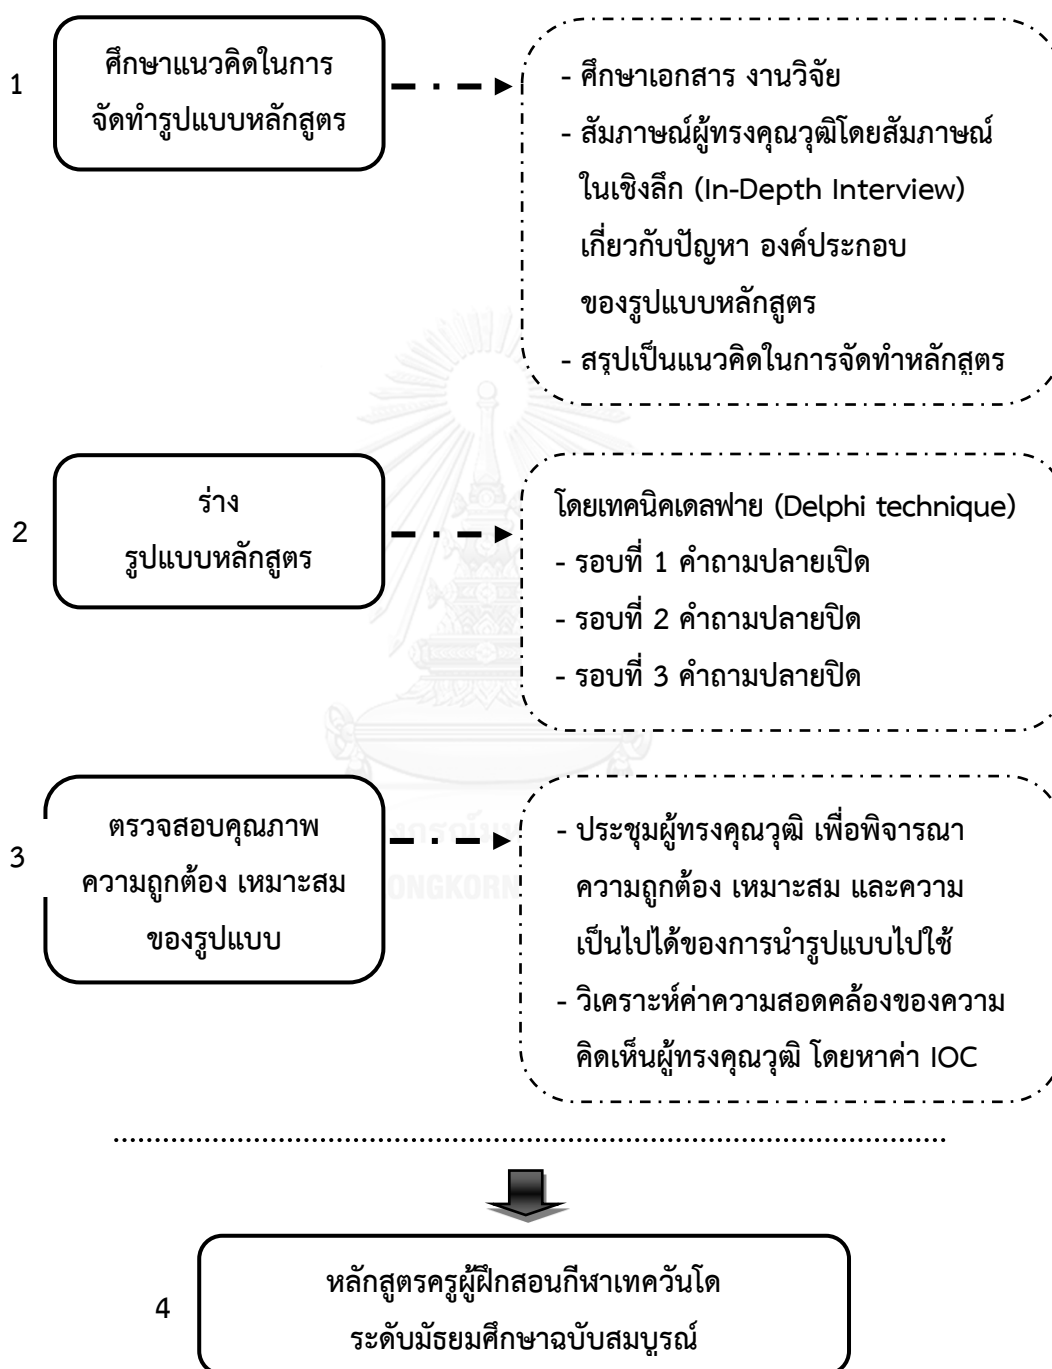 1
ศึกษาแนวคิดในการ
จัดทำรูปแบบหลักสูตร
- ศึกษาเอกสาร งานวิจัย
- สัมภาษณ์ผู้ทรงคุณวุฒิโดยสัมภาษณ์
ในเชิงลึก (In-Depth Interview)
เกี่ยวกับปัญหา องค์ประกอบ
ของรูปแบบหลักสูตร
- สรุปเป็นแนวคิดในการจัดทำหลักสูตร
2
ร่าง
รูปแบบหลักสูตร
โดยเทคนิคเดลฟาย (Delphi technique)
- รอบที่ 1 คำถามปลายเปิด
- รอบที่ 2 คำถามปลายปิด
- รอบที่ 3 คำถามปลายปิด
3
ตรวจสอบคุณภาพ
ความถูกต้อง เหมาะสม
ของรูปแบบ
- ประชุมผู้ทรงคุณวุฒิ เพื่อพิจารณา
ความถูกต้อง เหมาะสม และความ
เป็นไปได้ของการนำรูปแบบไปใช้
- วิเคราะห์ค่าความสอดคล้องของความ
คิดเห็นผู้ทรงคุณวุฒิ โดยหาค่า IOC
4
หลักสูตรครูผู้ฝึกสอนกีฬาเทควันโด
ระดับมัธยมศึกษาฉบับสมบูรณ์